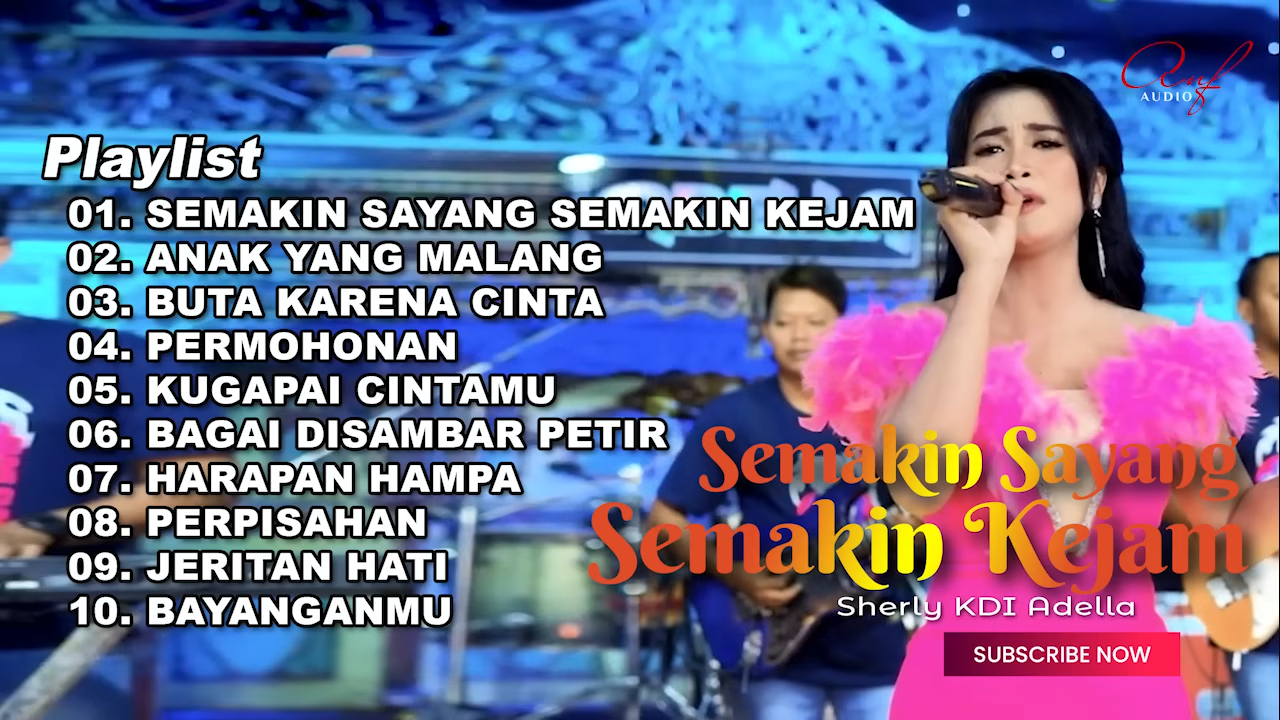 AUDIO
Playlist
01. SEMAKIN SAYANG SEMAKIN KEJAM
02. ANAK YANG MALANG
03. BUTA KARENA CINTA
04. PERMOHONAN
05. KUGAPAI CINTAMU
06. BAGAI DISAMBAR PETIR
07. HARAPAN HAMPA
08. PERPISAHAN
09. JERITAN HATI
10. BAYANGANMU
Semakin Sayang
Semakin Kejam
Sherly KDI Adella
SUBSCRIBE NOW